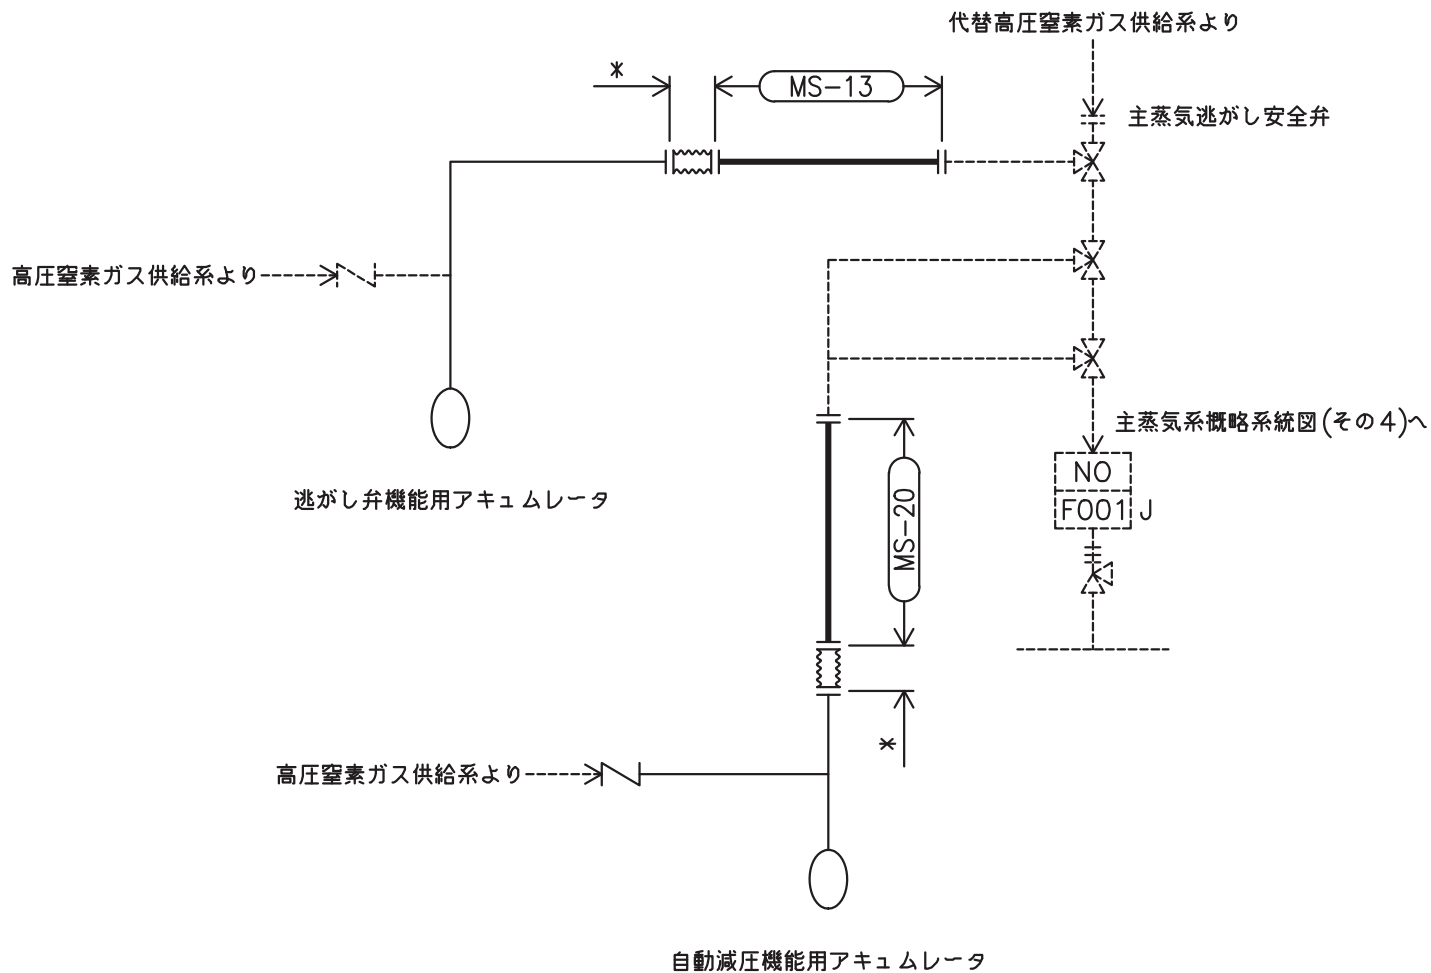 代替高圧窒素ガス供給系より
*
MS-13
主蒸気逃がし安全弁
高圧窒素ガス供給系より
主蒸気系概略系統図(その4)へ
NO
F001J
逃がし弁機能用アキュムレータ
MS-20
*
高圧窒素ガス供給系より
自動減圧機能用アキュムレータ